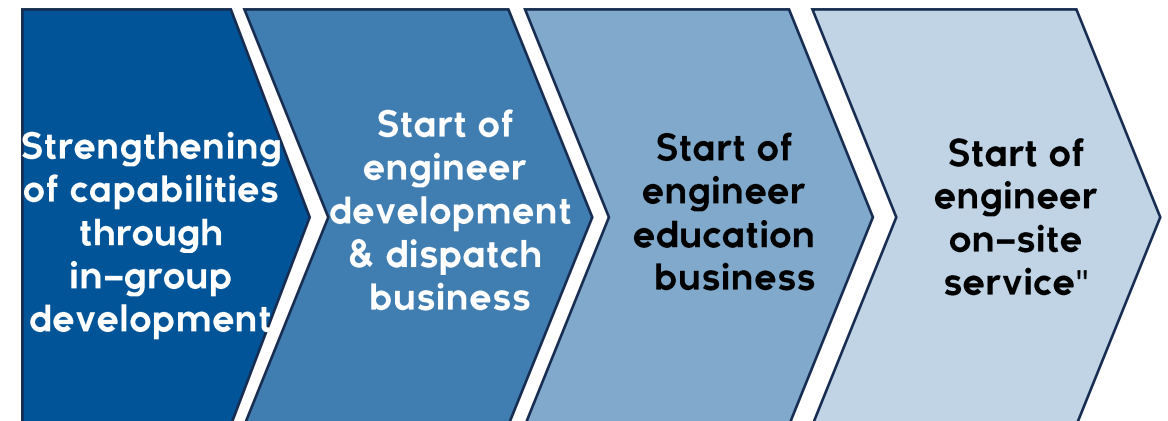 Strengthening
of capabilities
through
in-group
development
Start of
engineer
development
& dispatch
business
Start of
engineer
education
business
Start of
engineer
on-site
service"